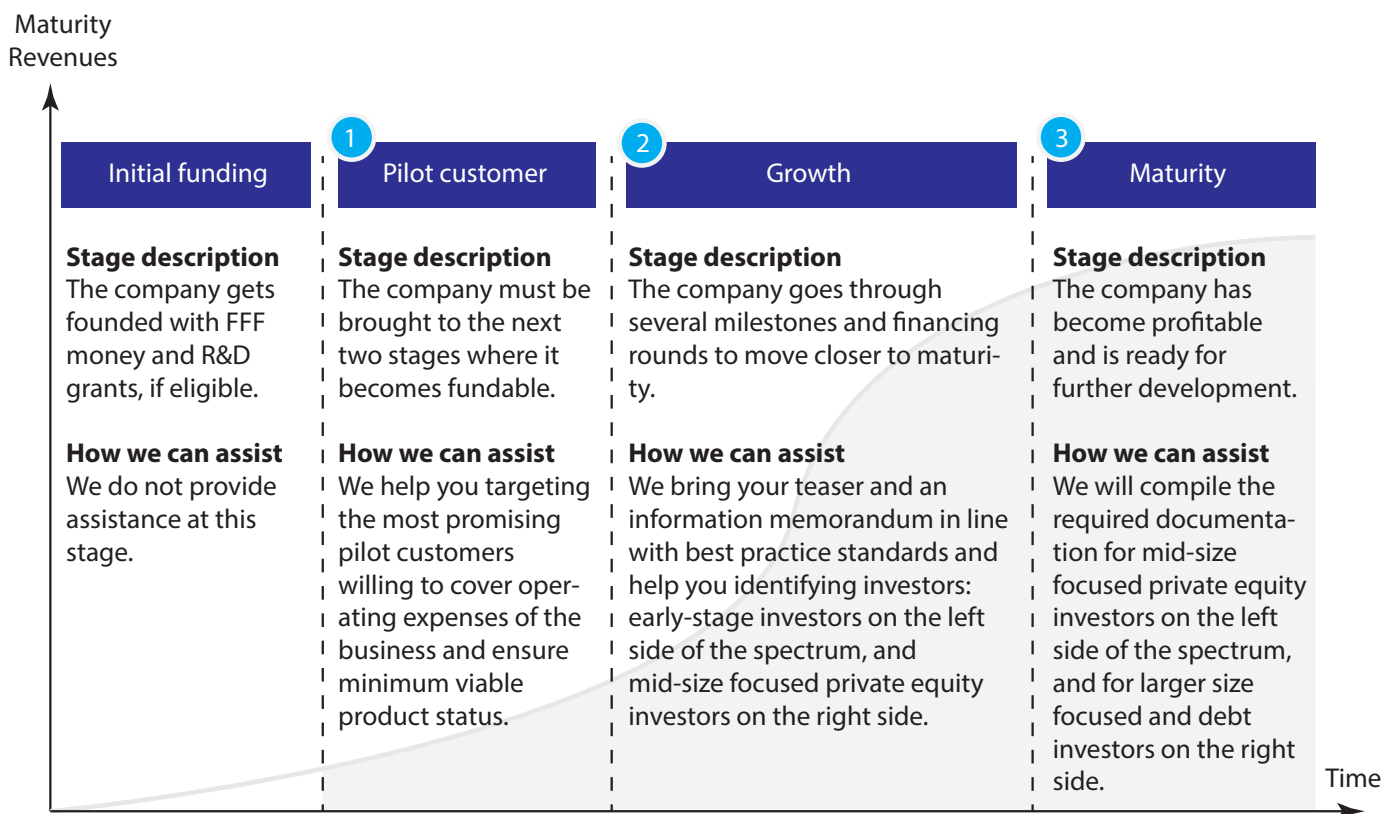 Maturity
Revenues
1
2
3
Initial funding
Pilot customer
Growth
Maturity
Stage description
The company gets
founded with FFF
money and R&D
grants, if eligible.
How we can assist
We do not provide
assistance at this
stage.
Stage description
The company must be
brought to the next
two stages where it
becomes fundable.
How we can assist
We help you targeting
the most promising
pilot customers
willing to cover oper-
ating expenses of the
business and ensure
minimum viable
product status.
Stage description
The company goes through
several milestones and financing
rounds to move closer to maturi-
ty.
How we can assist
We bring your teaser and an
information memorandum in line
with best practice standards and
help you identifying investors:
early-stage investors on the left
side of the spectrum, and
mid-size focused private equity
investors on the right side.
Stage description
The company has
become profitable
and is ready for
further development.
How we can assist
We will compile the
required documenta-
tion for mid-size
focused private equity
investors on the left
side of the spectrum,
and for larger size
focused and debt
investors on the right
side.
Time